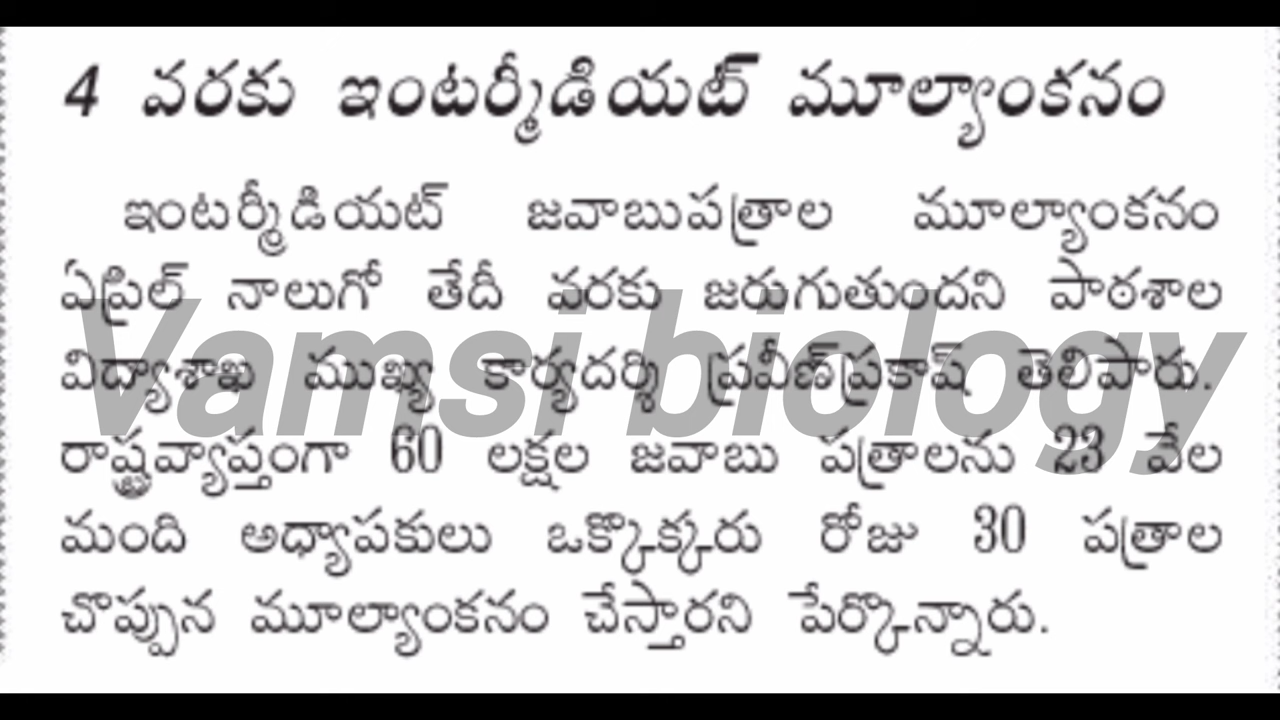 4 వరకు ఇంటర్మీడియట్ మూల్యాంకనం
ఇంటర్మీడియట్ జవాబుపత్రాల మూల్యాంకనం
ఏప్రిల్ నాలుగో తేదీ వరకు జరుగుతుందని పాఠశాల
విద్యాశాఖ ముఖ్య కార్యదర్శి ప్రవీణ్‌ప్రకాష్ తెలిపారు.
రాష్ట్రవ్యాప్తంగా 60 లక్షల జవాబు పత్రాలను 23 వేల
మంది అధ్యాపకులు ఒక్కొక్కరు రోజు 30 పత్రాల
చొప్పున మూల్యాంకనం చేస్తారని పేర్కొన్నారు.
Vamsi biology